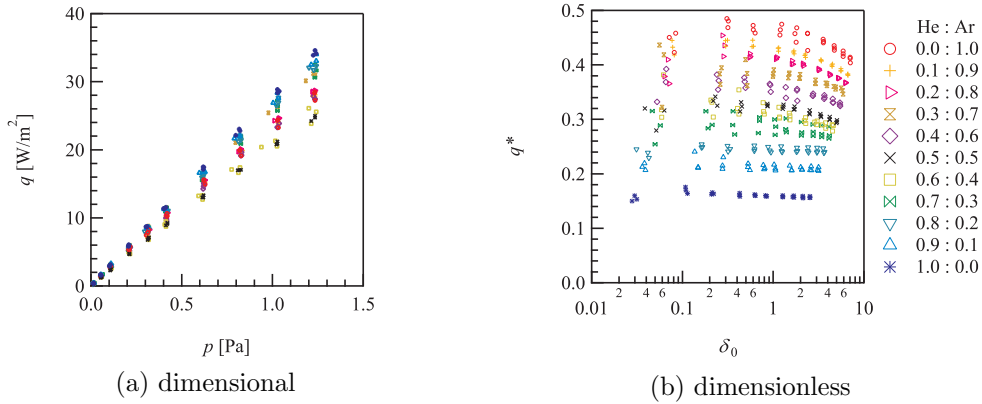 40
30
20
10
0
q [W/m²]
0.0
0.5
1.0
1.5
p [Pa]
(a) dimensional
0.5
0.4
0.3
0.2
0.1
0.0
q*
0.01
2
4
6
0.1
2
4
6
1
2
4
6
10
δ₀
He : Ar
0.0 : 1.0
0.1 : 0.9
0.2 : 0.8
0.3 : 0.7
0.4 : 0.6
0.5 : 0.5
0.6 : 0.4
0.7 : 0.3
0.8 : 0.2
0.9 : 0.1
1.0 : 0.0
(b) dimensionless